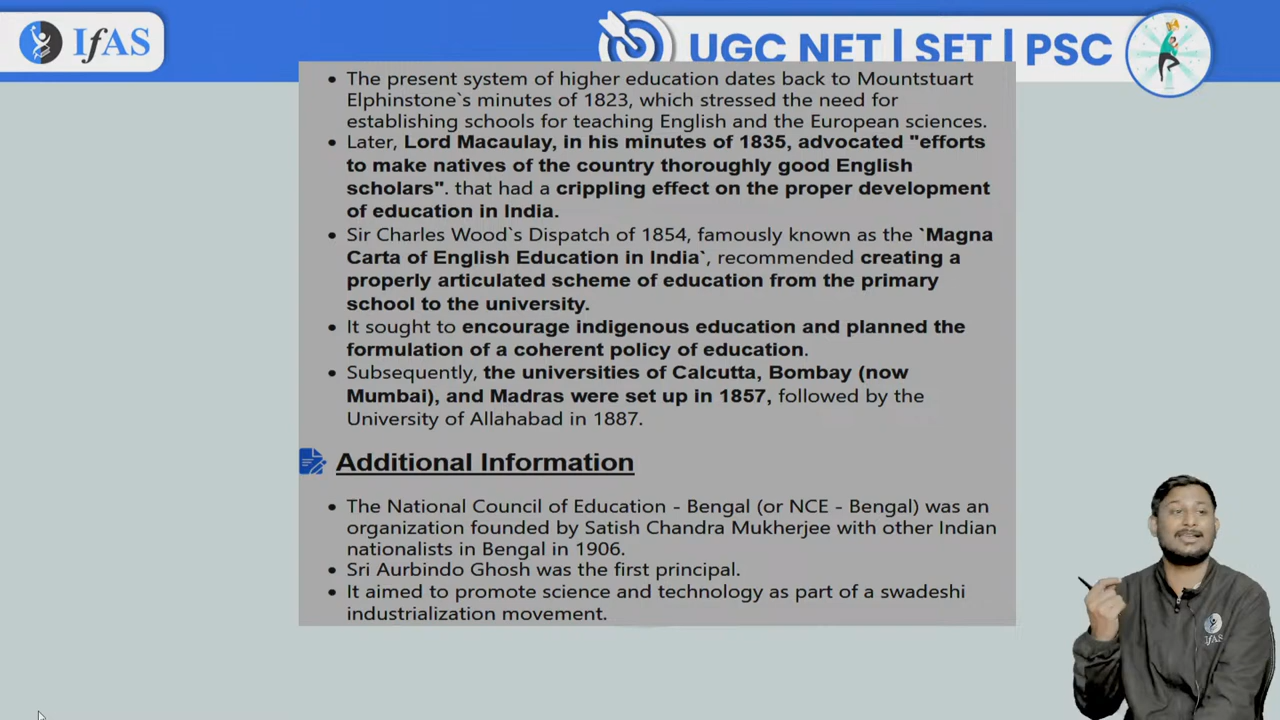 IfAS
UGC NET | SET | PSC
• The present system of higher education dates back to Mountstuart
Elphinstone`s minutes of 1823, which stressed the need for
establishing schools for teaching English and the European sciences.
• Later, Lord Macaulay, in his minutes of 1835, advocated "efforts
to make natives of the country thoroughly good English
scholars". that had a crippling effect on the proper development
of education in India.
• Sir Charles Wood`s Dispatch of 1854, famously known as the `Magna
Carta of English Education in India`, recommended creating a
properly articulated scheme of education from the primary
school to the university.
• It sought to encourage indigenous education and planned the
formulation of a coherent policy of education.
• Subsequently, the universities of Calcutta, Bombay (now
Mumbai), and Madras were set up in 1857, followed by the
University of Allahabad in 1887.
Additional Information
• The National Council of Education - Bengal (or NCE - Bengal) was an
organization founded by Satish Chandra Mukherjee with other Indian
nationalists in Bengal in 1906.
• Sri Aurbindo Ghosh was the first principal.
• It aimed to promote science and technology as part of a swadeshi
industrialization movement.
IfAS